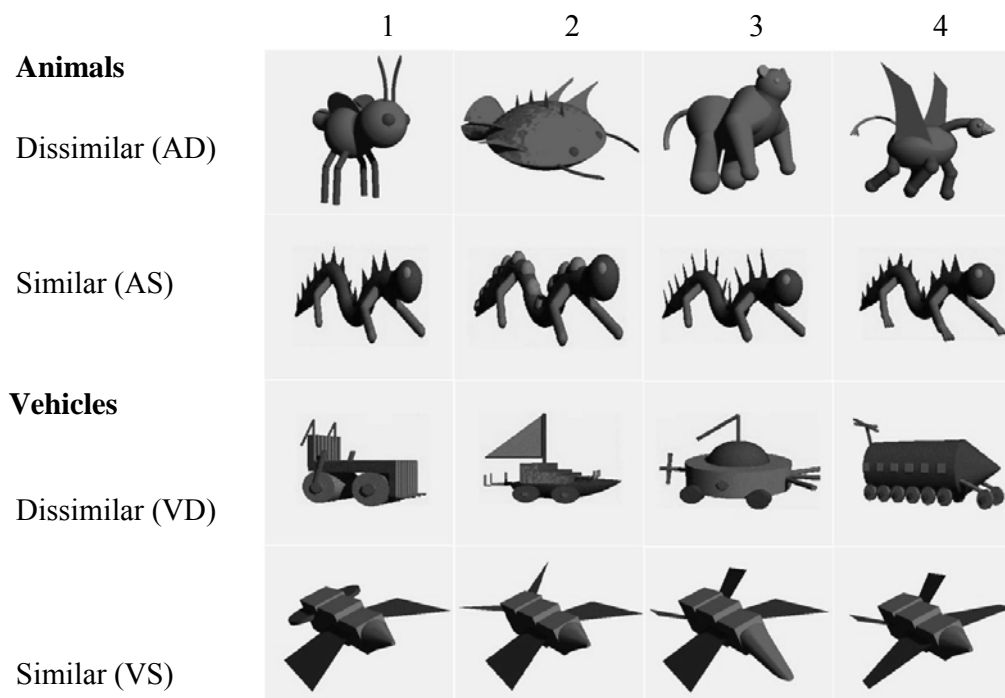 1 2 3 4
Animals
Dissimilar (AD)
Similar (AS)
Vehicles
Dissimilar (VD)
Similar (VS)